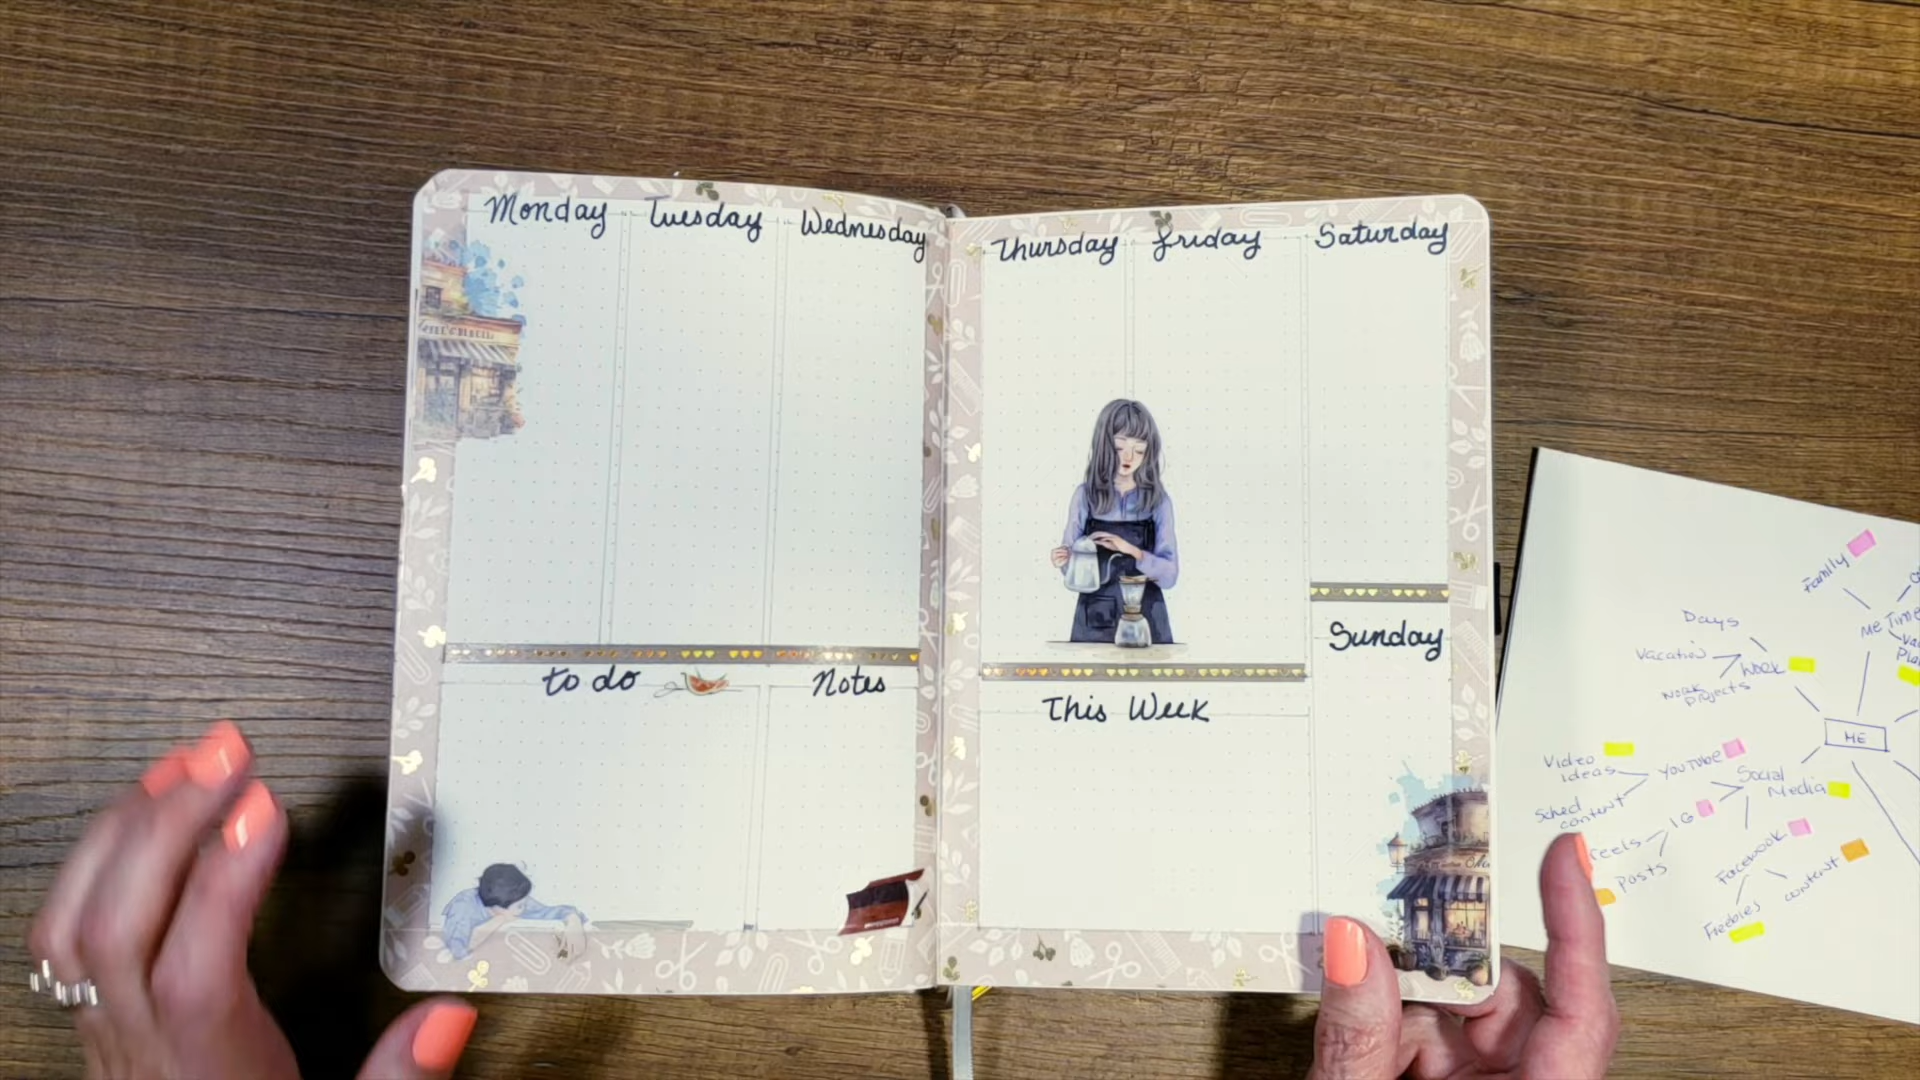 Monday
Tuesday
Wednesday
Thursday
Friday
Saturday
to do
Notes
This Week
Sunday
Family
Me Time
Days
Vacation
Work
Work
Projects
ME
Video
ideas
YouTube
Social
Media
Sched
content
IG
reels
posts
Facebook
content
Freebies